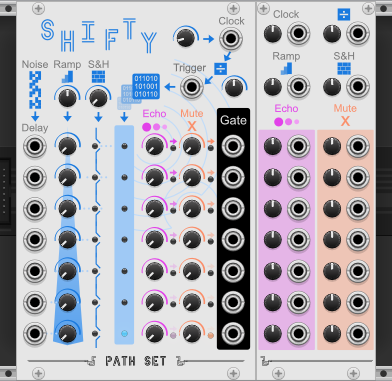 SHIFTY
Clock
Clock
Noise Ramp S&H
Trigger
011010
101001
010110
Ramp
S&H
Echo Mute
X
Gate
Echo
Mute
X
Delay
PATH SET